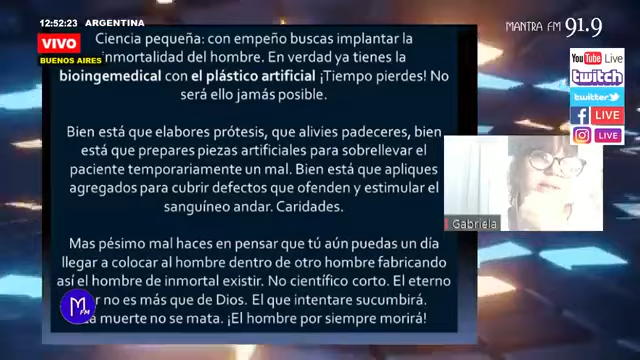 12:52:23 ARGENTINA
VIVO
BUENOS AIRES
MANTRA FM 91.9
YouTube Live
twitch
twitter
LIVE
LIVE
Ciencia pequeña: con empeño buscas implantar la
inmortalidad del hombre. En verdad ya tienes la
bioingemedical con el plástico artificial ¡Tiempo pierdes! No
será ello jamás posible.
Bien está que elabores prótesis, que alivies padeceres, bien
está que prepares piezas artificiales para sobrellevar el
paciente temporariamente un mal. Bien está que apliques
agregados para cubrir defectos que ofenden y estimular el
sanguíneo andar. Caridades.
Mas pésimo mal haces en pensar que tú aún puedas un día
llegar a colocar al hombre dentro de otro hombre fabricando
así el hombre de inmortal existir. No científico corto. El eterno
no es más que de Dios. El que intentare sucumbirá.
muerte no se mata. ¡El hombre por siempre morirá!
Gabriela
M FM